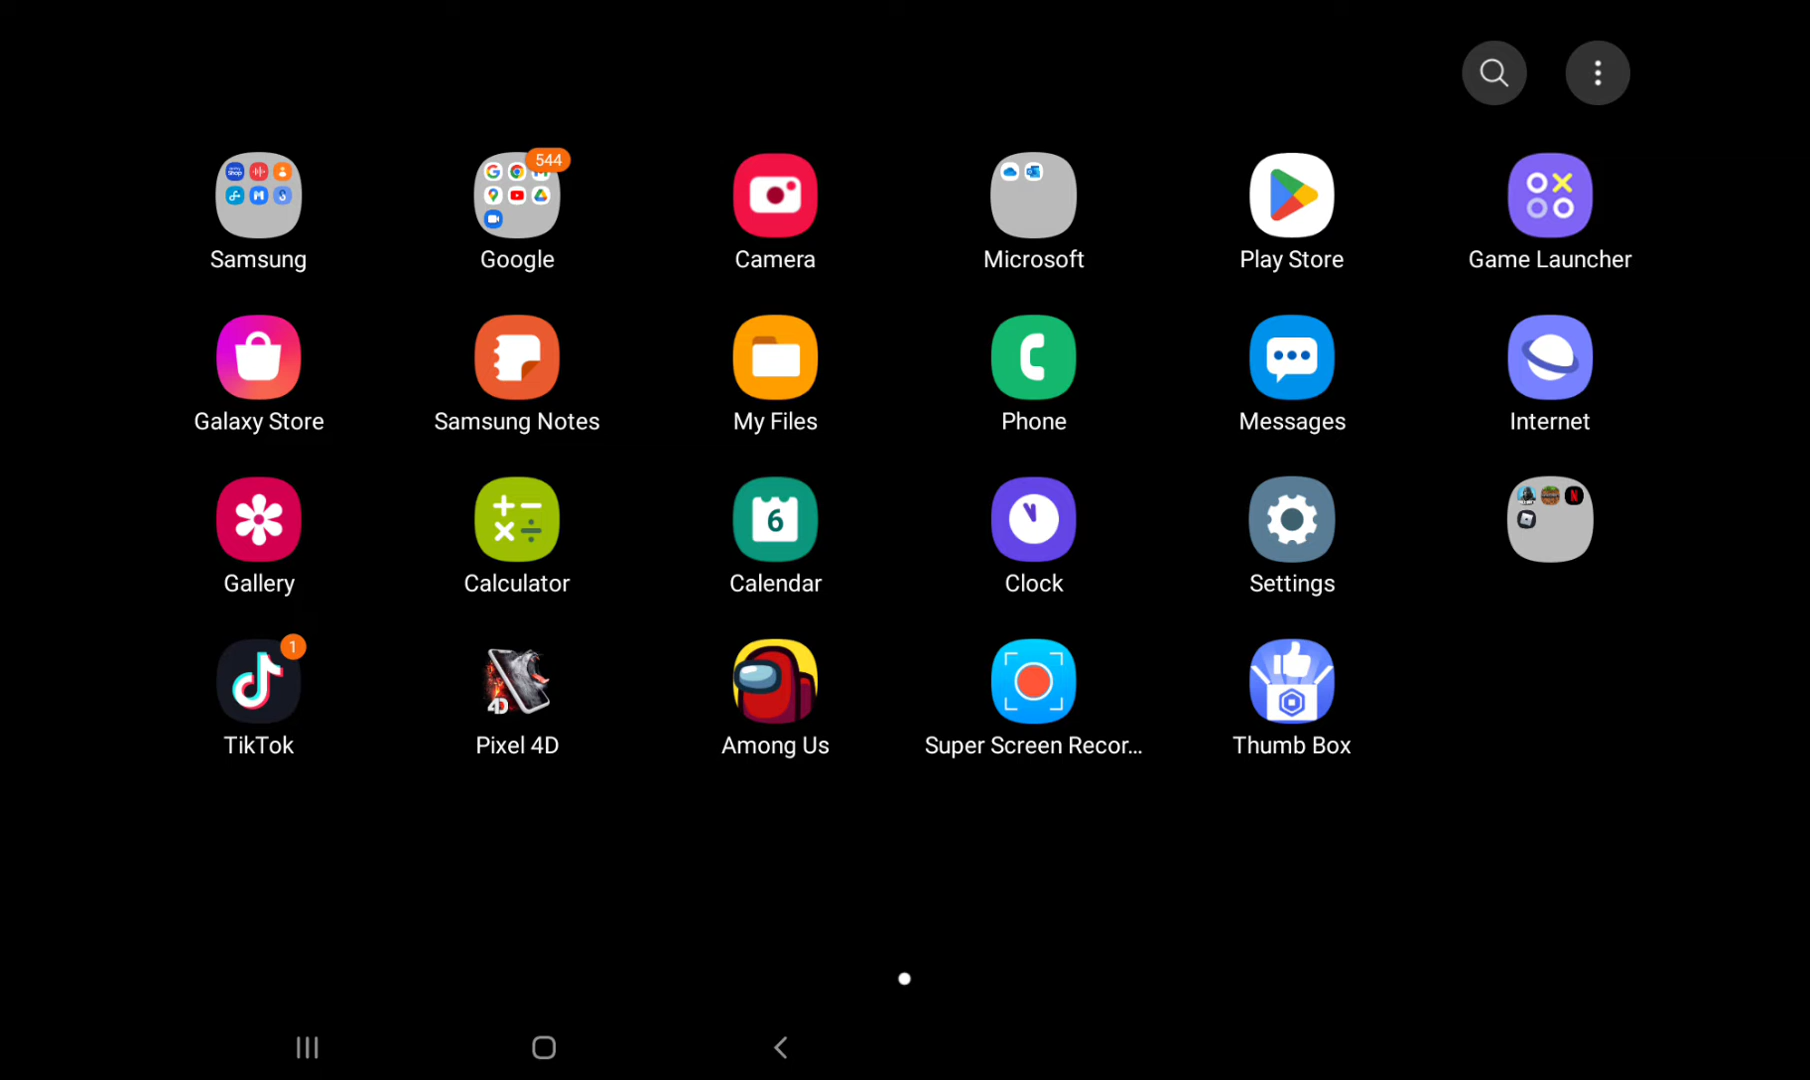 544
Samsung
Google
Camera
Microsoft
Play Store
Game Launcher
Galaxy Store
Samsung Notes
My Files
Phone
Messages
Internet
6
Gallery
Calculator
Calendar
Clock
Settings
1
4D
TikTok
Pixel 4D
Among Us
Super Screen Recor...
Thumb Box